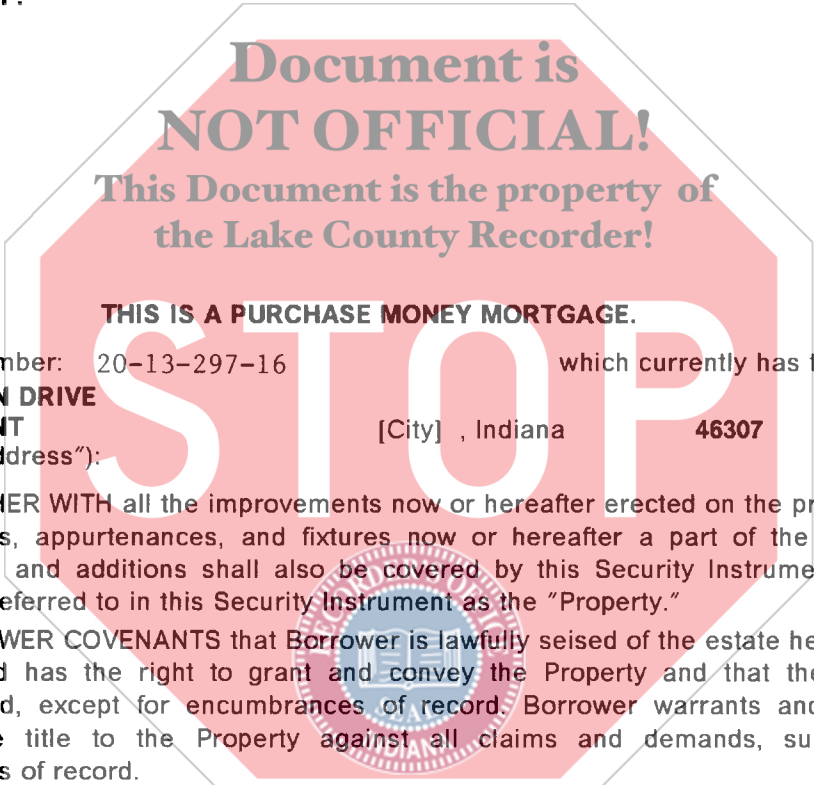 Document is
NOT OFFICIAL!
This Document is the property of
the Lake County Recorder!
STOP
THIS IS A PURCHASE MONEY MORTGAGE.
mber: 20-13-297-16 which currently has t
N DRIVE
NT [City] , Indiana 46307
ddress"):
HER WITH all the improvements now or hereafter erected on the pr
s, appurtenances, and fixtures now or hereafter a part of the
and additions shall also be covered by this Security Instrume
eferred to in this Security Instrument as the "Property."
WER COVENANTS that Borrower is lawfully seised of the estate he
d has the right to grant and convey the Property and that the
d, except for encumbrances of record. Borrower warrants and
e title to the Property against all claims and demands, su
s of record.
INDIANA